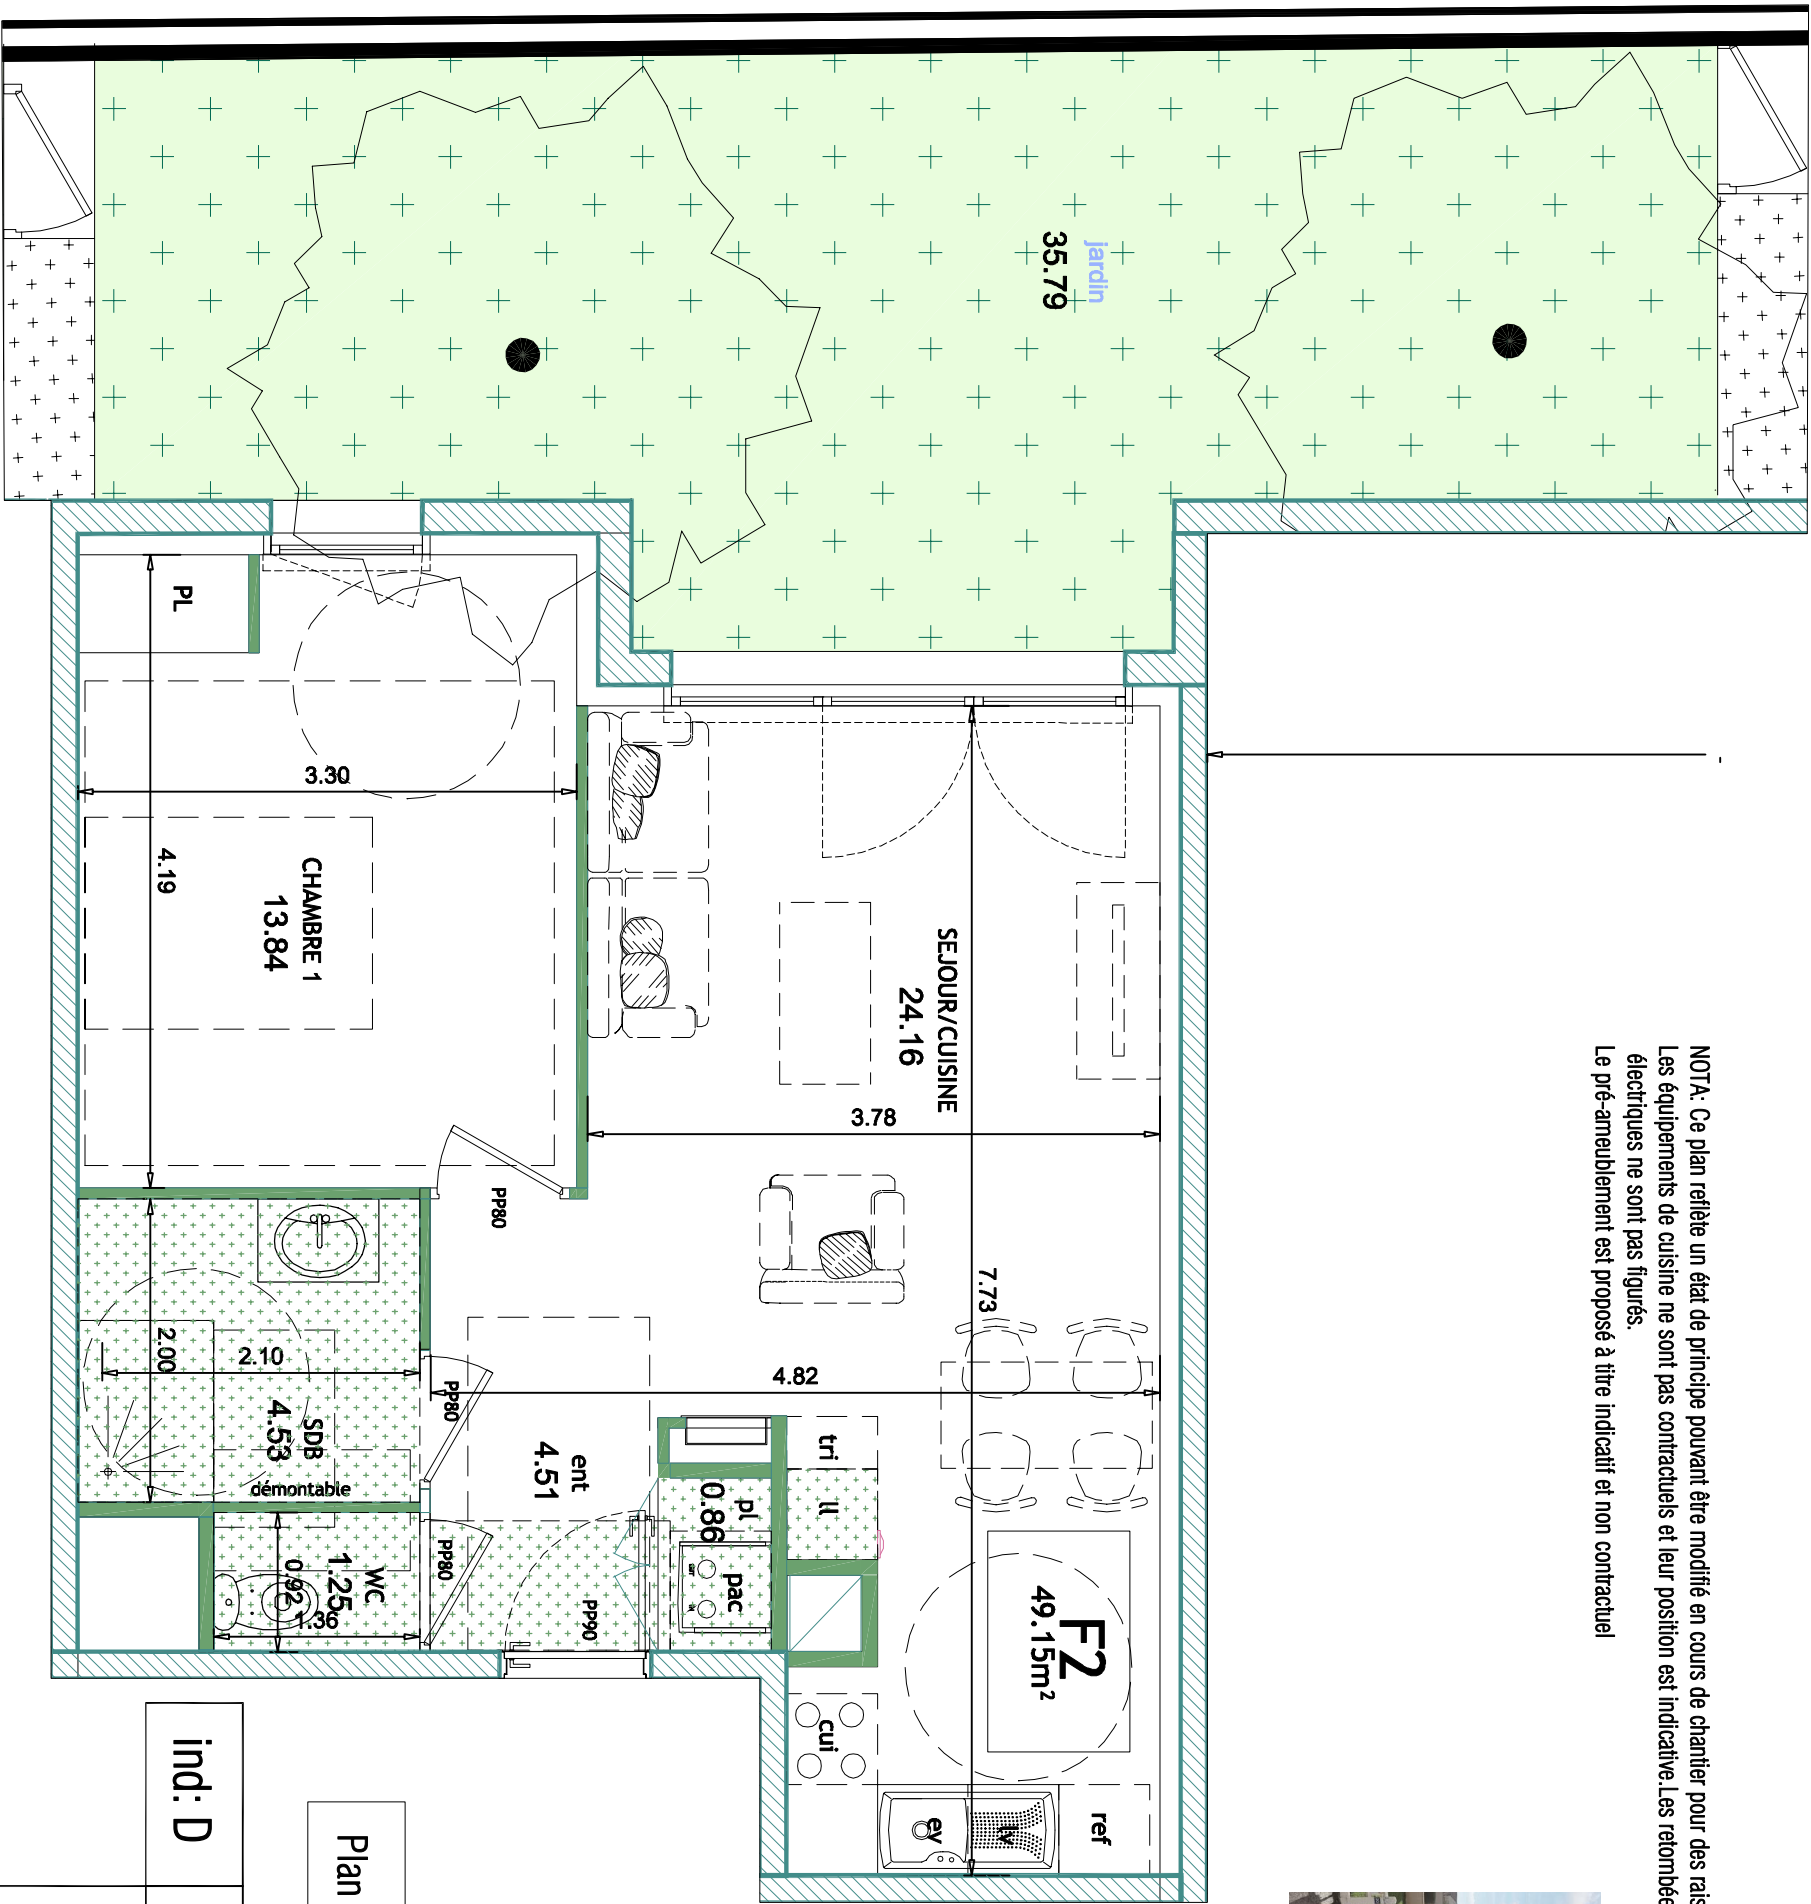 NOTA: Ce plan reflète un état de principe pouvant être modifié en cours de chantier pour des
Les équipements de cuisine ne sont pas contractuels et leur position est indicative.Les
électriques ne sont pas figurés.
Le pré-ameublement est proposé à titre indicatif et non contractuel
jardin
35.79
PL
3.30
4.19
CHAMBRE 1
13.84
SEJOUR/CUISINE
24.16
3.78
7.73
4.82
PP80
2.00
2.10
SDB
4.53
démontable
PP80
ent
4.51
tri
ll
pl
0.86
pac
PP80
PP90
WC
1.25
0.92
1.36
F2
49.15m²
cui
ev
lv
ref
ind: D
Plan